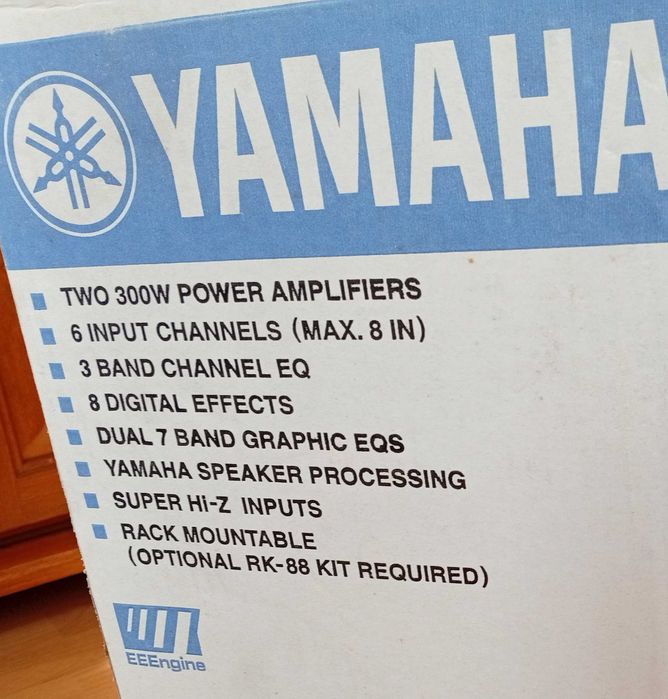 YAMAHA
TWO 300W POWER AMPLIFIERS
6 INPUT CHANNELS (MAX. 8 IN)
3 BAND CHANNEL EQ
8 DIGITAL EFFECTS
DUAL 7 BAND GRAPHIC EQS
YAMAHA SPEAKER PROCESSING
SUPER Hi-Z INPUTS
RACK MOUNTABLE
(OPTIONAL RK-88 KIT REQUIRED)
EEEngine